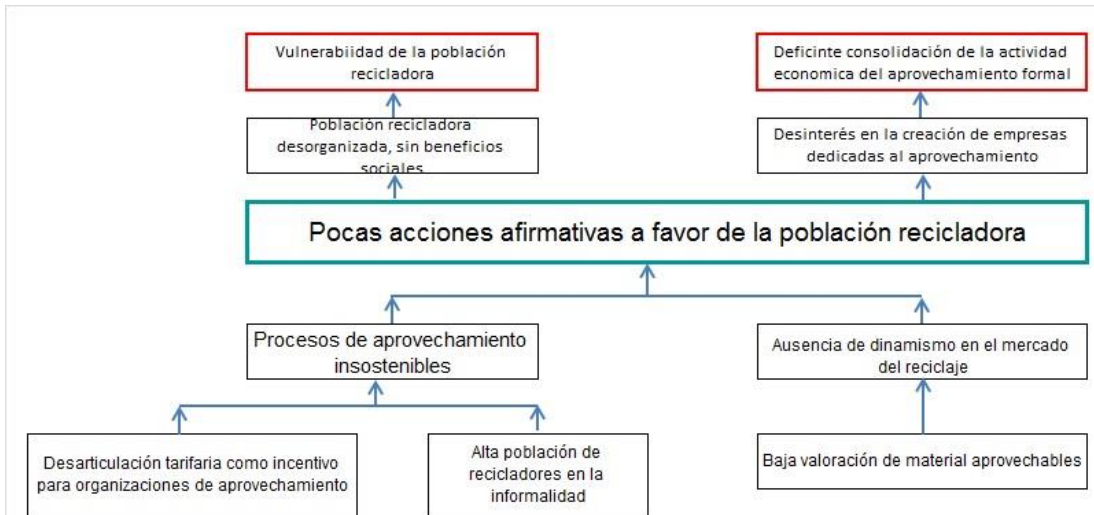 Vulnerabiidad de la población
recicladora
Deficinte consolidación de la actividad
economica del aprovechamiento formal
Población recicladora
desorganizada, sin beneficios
sociales.
Desinterés en la creación de empresas
dedicadas al aprovechamiento
Pocas acciones afirmativas a favor de la población recicladora
Procesos de aprovechamiento
insostenibles
Ausencia de dinamismo en el mercado
del reciclaje
Desarticulación tarifaria como incentivo
para organizaciones de aprovechamiento
Alta población de
recicladores en la
informalidad
Baja valoración de material aprovechables